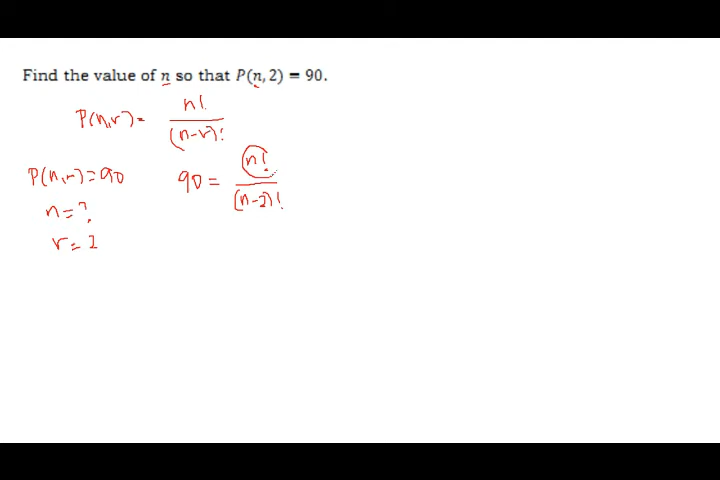 Find the value of n so that P(n, 2) = 90.
P(n,r) = n! / (n-r)!
P(n,r) = 90
90 = n! / (n-2)!
n = ?
r = 2